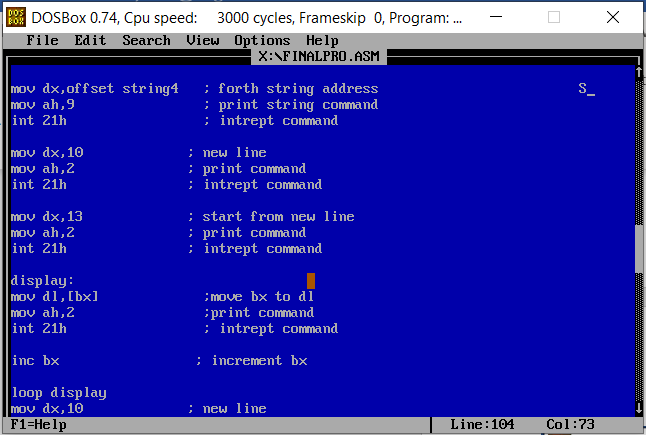 DOS BOX DOSBox 0.74, Cpu speed: 3000 cycles, Frameskip 0, Program: ...
File Edit Search View Options Help
X:\FINALPRO.ASM
mov dx,offset string4 ; forth string address S_
mov ah,9 ; print string command
int 21h ; intrept command
mov dx,10 ; new line
mov ah,2 ; print command
int 21h ; intrept command
mov dx,13 ; start from new line
mov ah,2 ; print command
int 21h ; intrept command
display:
mov dl,[bx] ;move bx to dl
mov ah,2 ;print command
int 21h ; intrept command
inc bx ; increment bx
loop display
mov dx,10 ; new line
F1=Help Line:104 Col:73